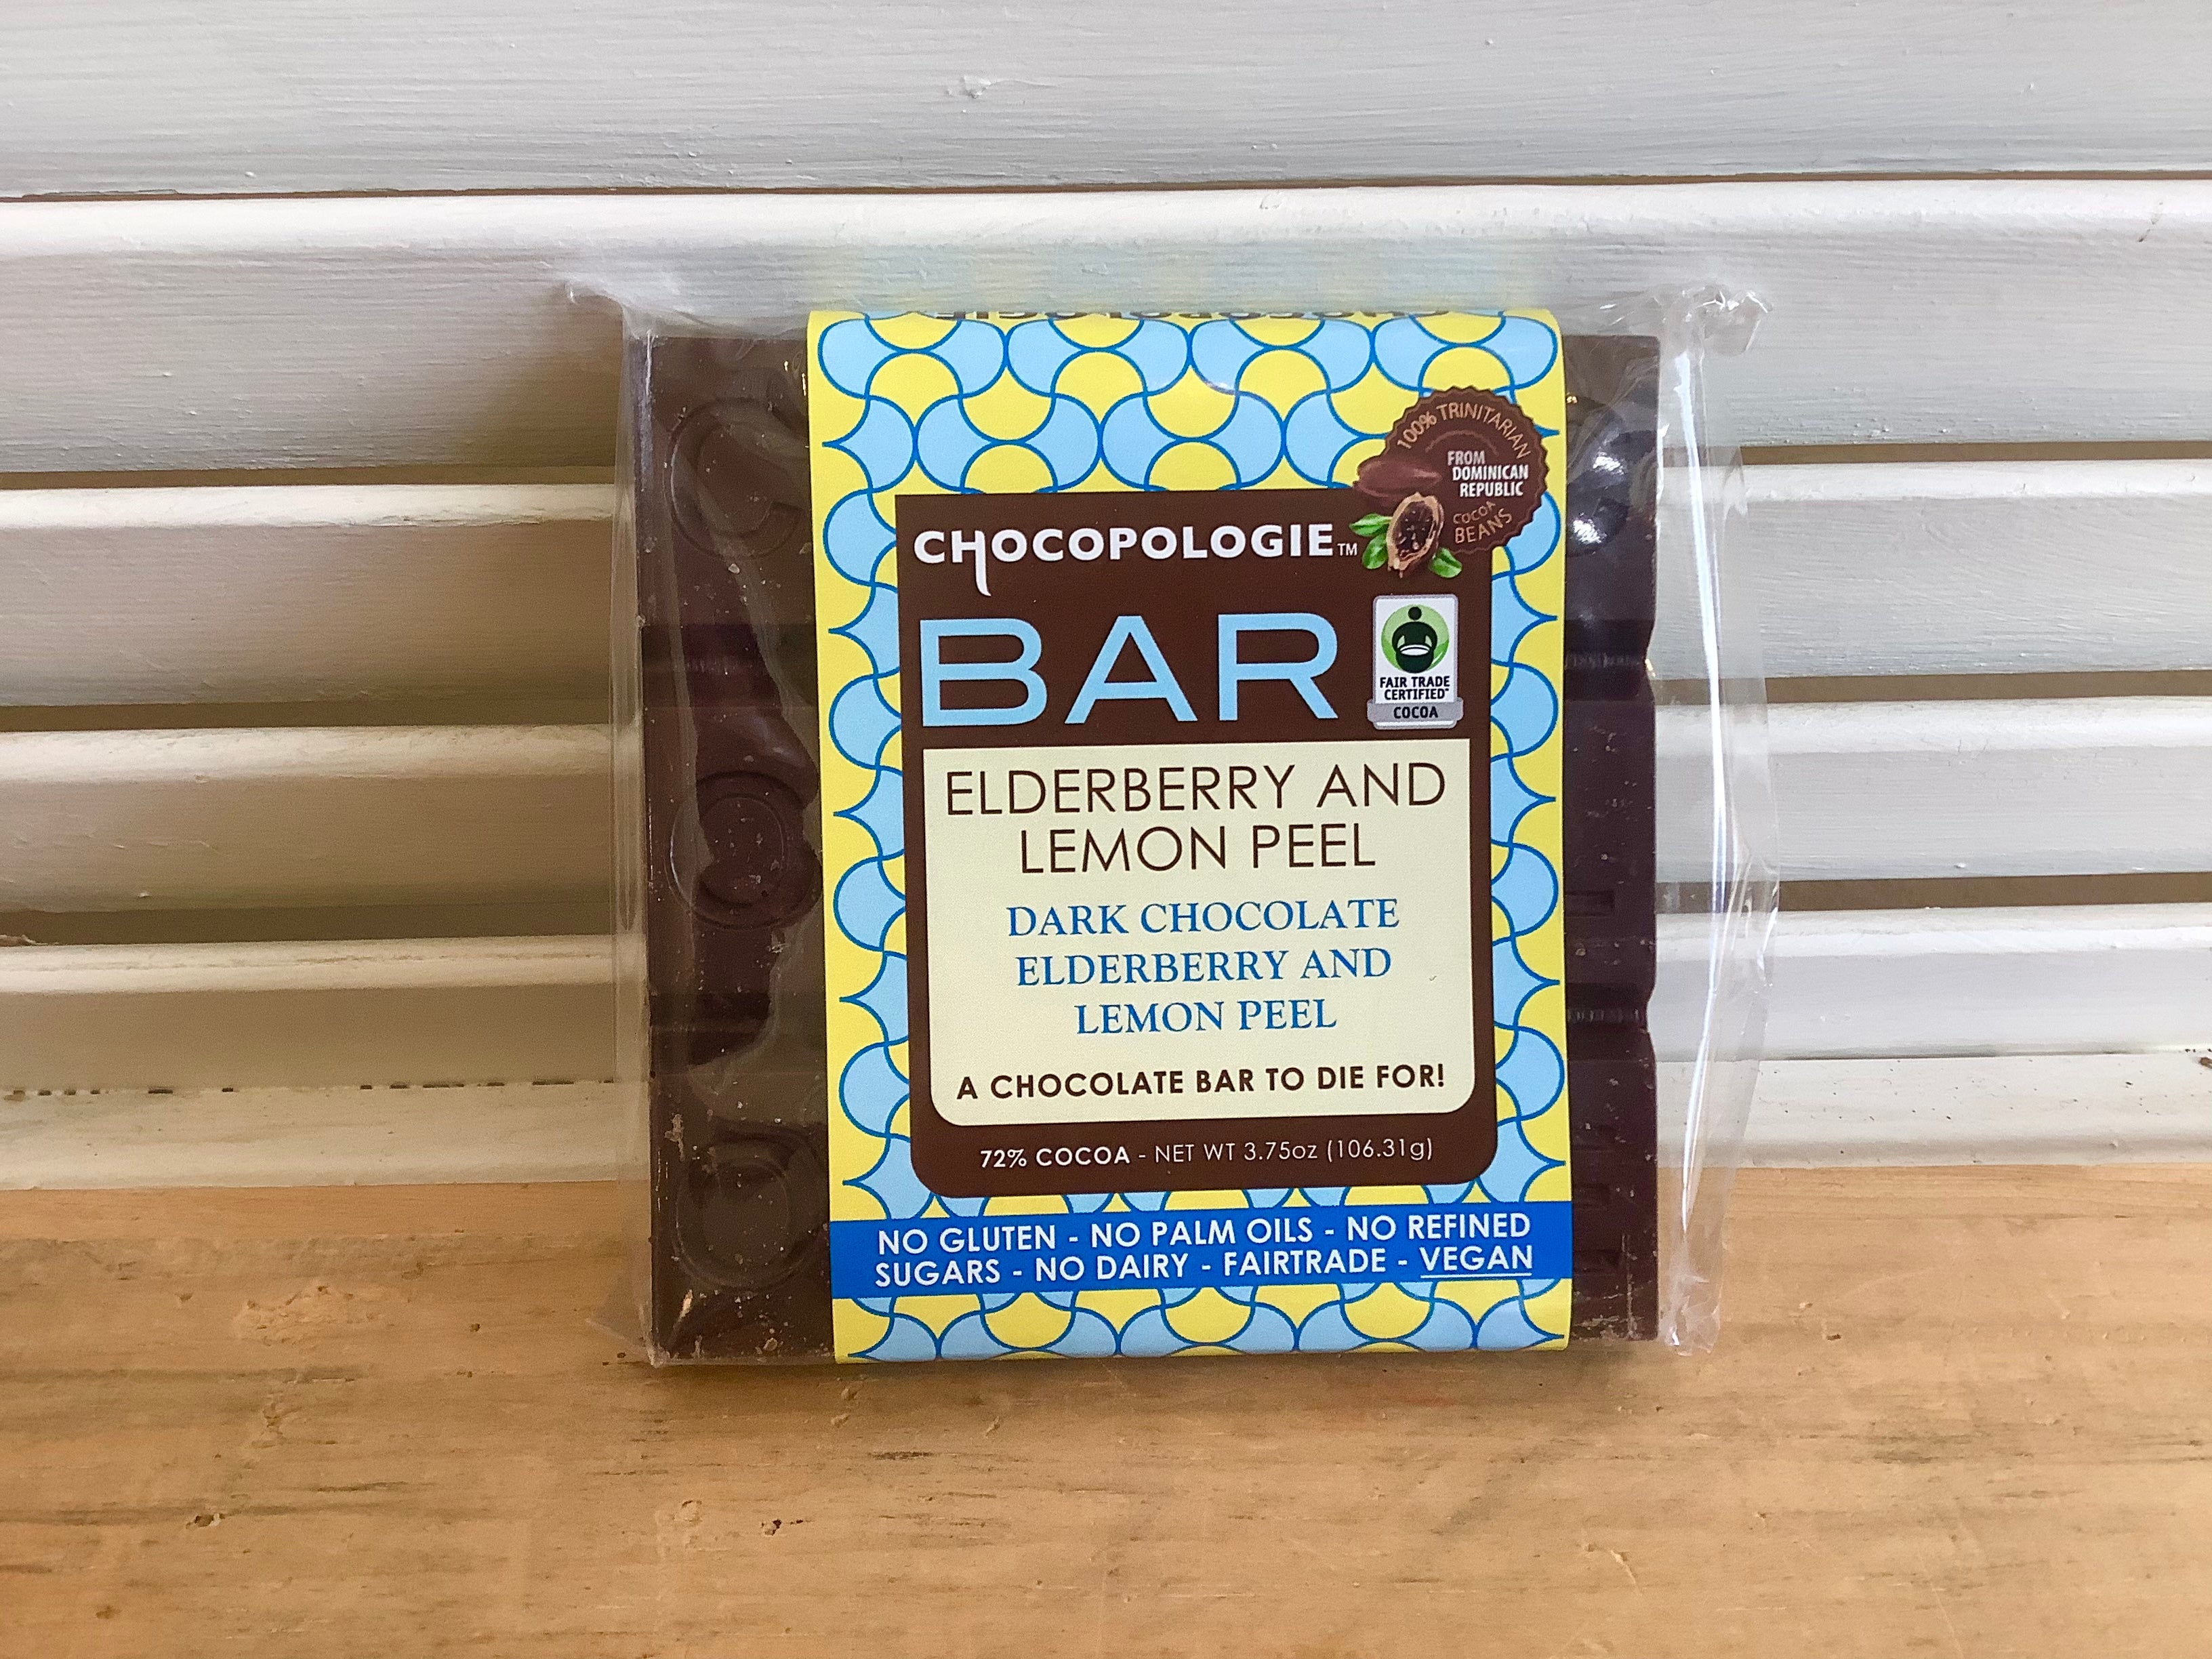 CHOCOPOLOGIE
100% TRINITARIAN
FROM
DOMINICAN
REPUBLIC
COCOA
BEANS
CHOCOPOLOGIE™
BAR
FAIR TRADE
CERTIFIED™
COCOA
ELDERBERRY AND
LEMON PEEL
DARK CHOCOLATE
ELDERBERRY AND
LEMON PEEL
A CHOCOLATE BAR TO DIE FOR!
72% COCOA - NET WT 3.75oz (106.31g)
NO GLUTEN - NO PALM OILS - NO REFINED
SUGARS - NO DAIRY - FAIRTRADE - VEGAN